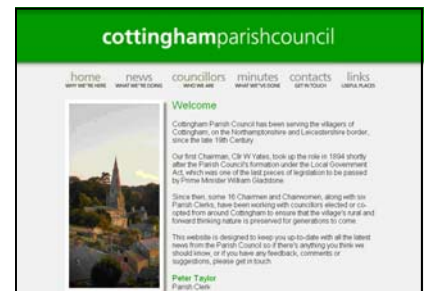 cottinghamparishcouncil
home news councillors minutes contacts links
WHY WE'RE HERE WHAT WE'RE DOING WHO WE ARE WHAT WE'VE DONE GET IN TOUCH USEFUL PLACES
Welcome
Cottingham Parish Council has been serving the villagers of
Cottingham, on the Northamptonshire and Leicestershire border,
since the late 19th Century.
Our first Chairman, Cllr W Yates, took up the role in 1894 shortly
after the Parish Council's formation under the Local Government
Act, which was one of the last pieces of legislation to be passed
by Prime Minister William Gladstone.
Since then, some 16 Chairmen and Chairwomen, along with six
Parish Clerks, have been working with councillors elected or co-
opted from around Cottingham to ensure that the village's rural and
forward thinking nature is preserved for generations to come.
This website is designed to keep you up-to-date with all the latest
news from the Parish Council so if there's anything you think we
should know, or if you have any feedback, comments or
suggestions, please get in touch.
Peter Taylor
Parish Clerk